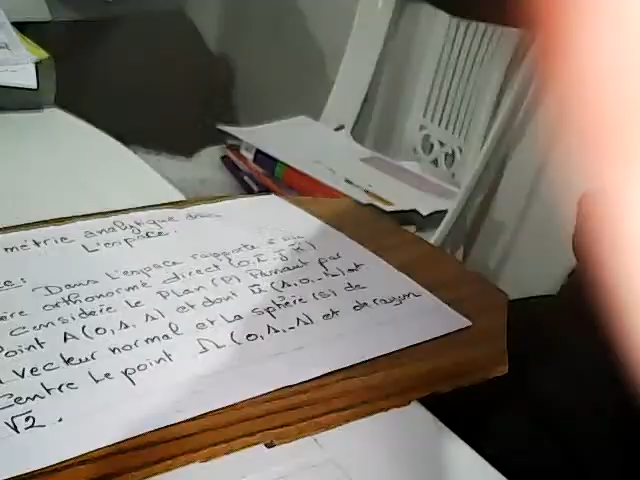 métrie analytique dans
L'espace.
ce: Dans L'espace rapporté à un
ère orthonormé direct (o, i, j, k)
Considère le plan (P) Passant par
Point A(0,1,1) et dont n (1,0,-1) est
vecteur normal et la sphère (S) de
Centre le point Ω (0,1,-1) et de rayon
√2.